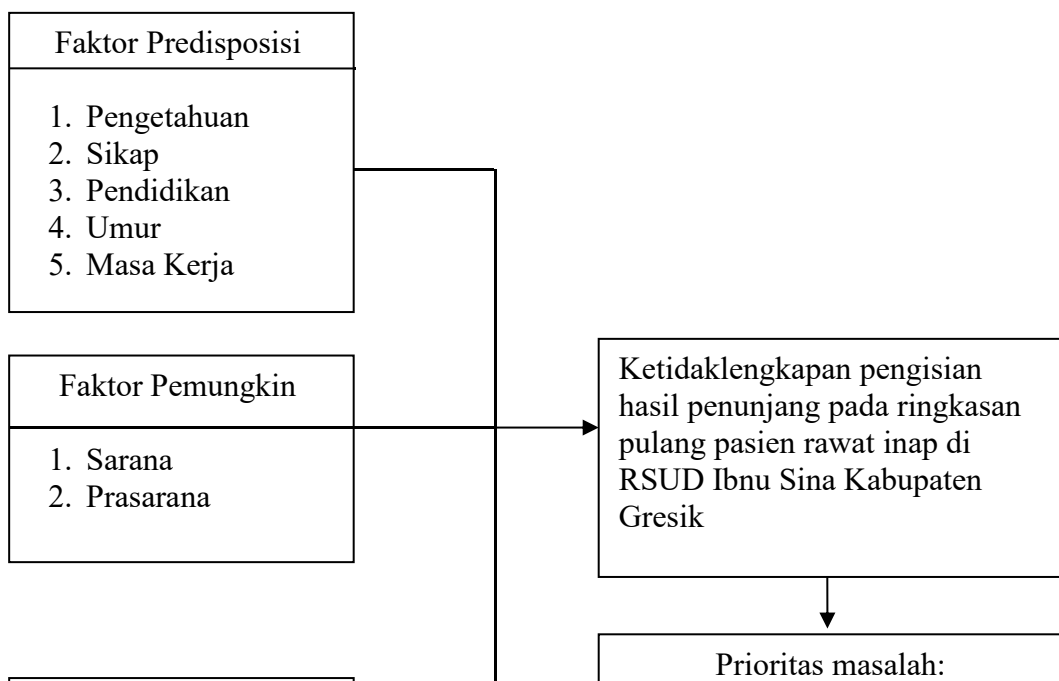 Faktor Predisposisi
1. Pengetahuan
2. Sikap
3. Pendidikan
4. Umur
5. Masa Kerja
Faktor Pemungkin
1. Sarana
2. Prasarana
Ketidaklengkapan pengisian
hasil penunjang pada ringkasan
pulang pasien rawat inap di
RSUD Ibnu Sina Kabupaten
Gresik
Prioritas masalah: